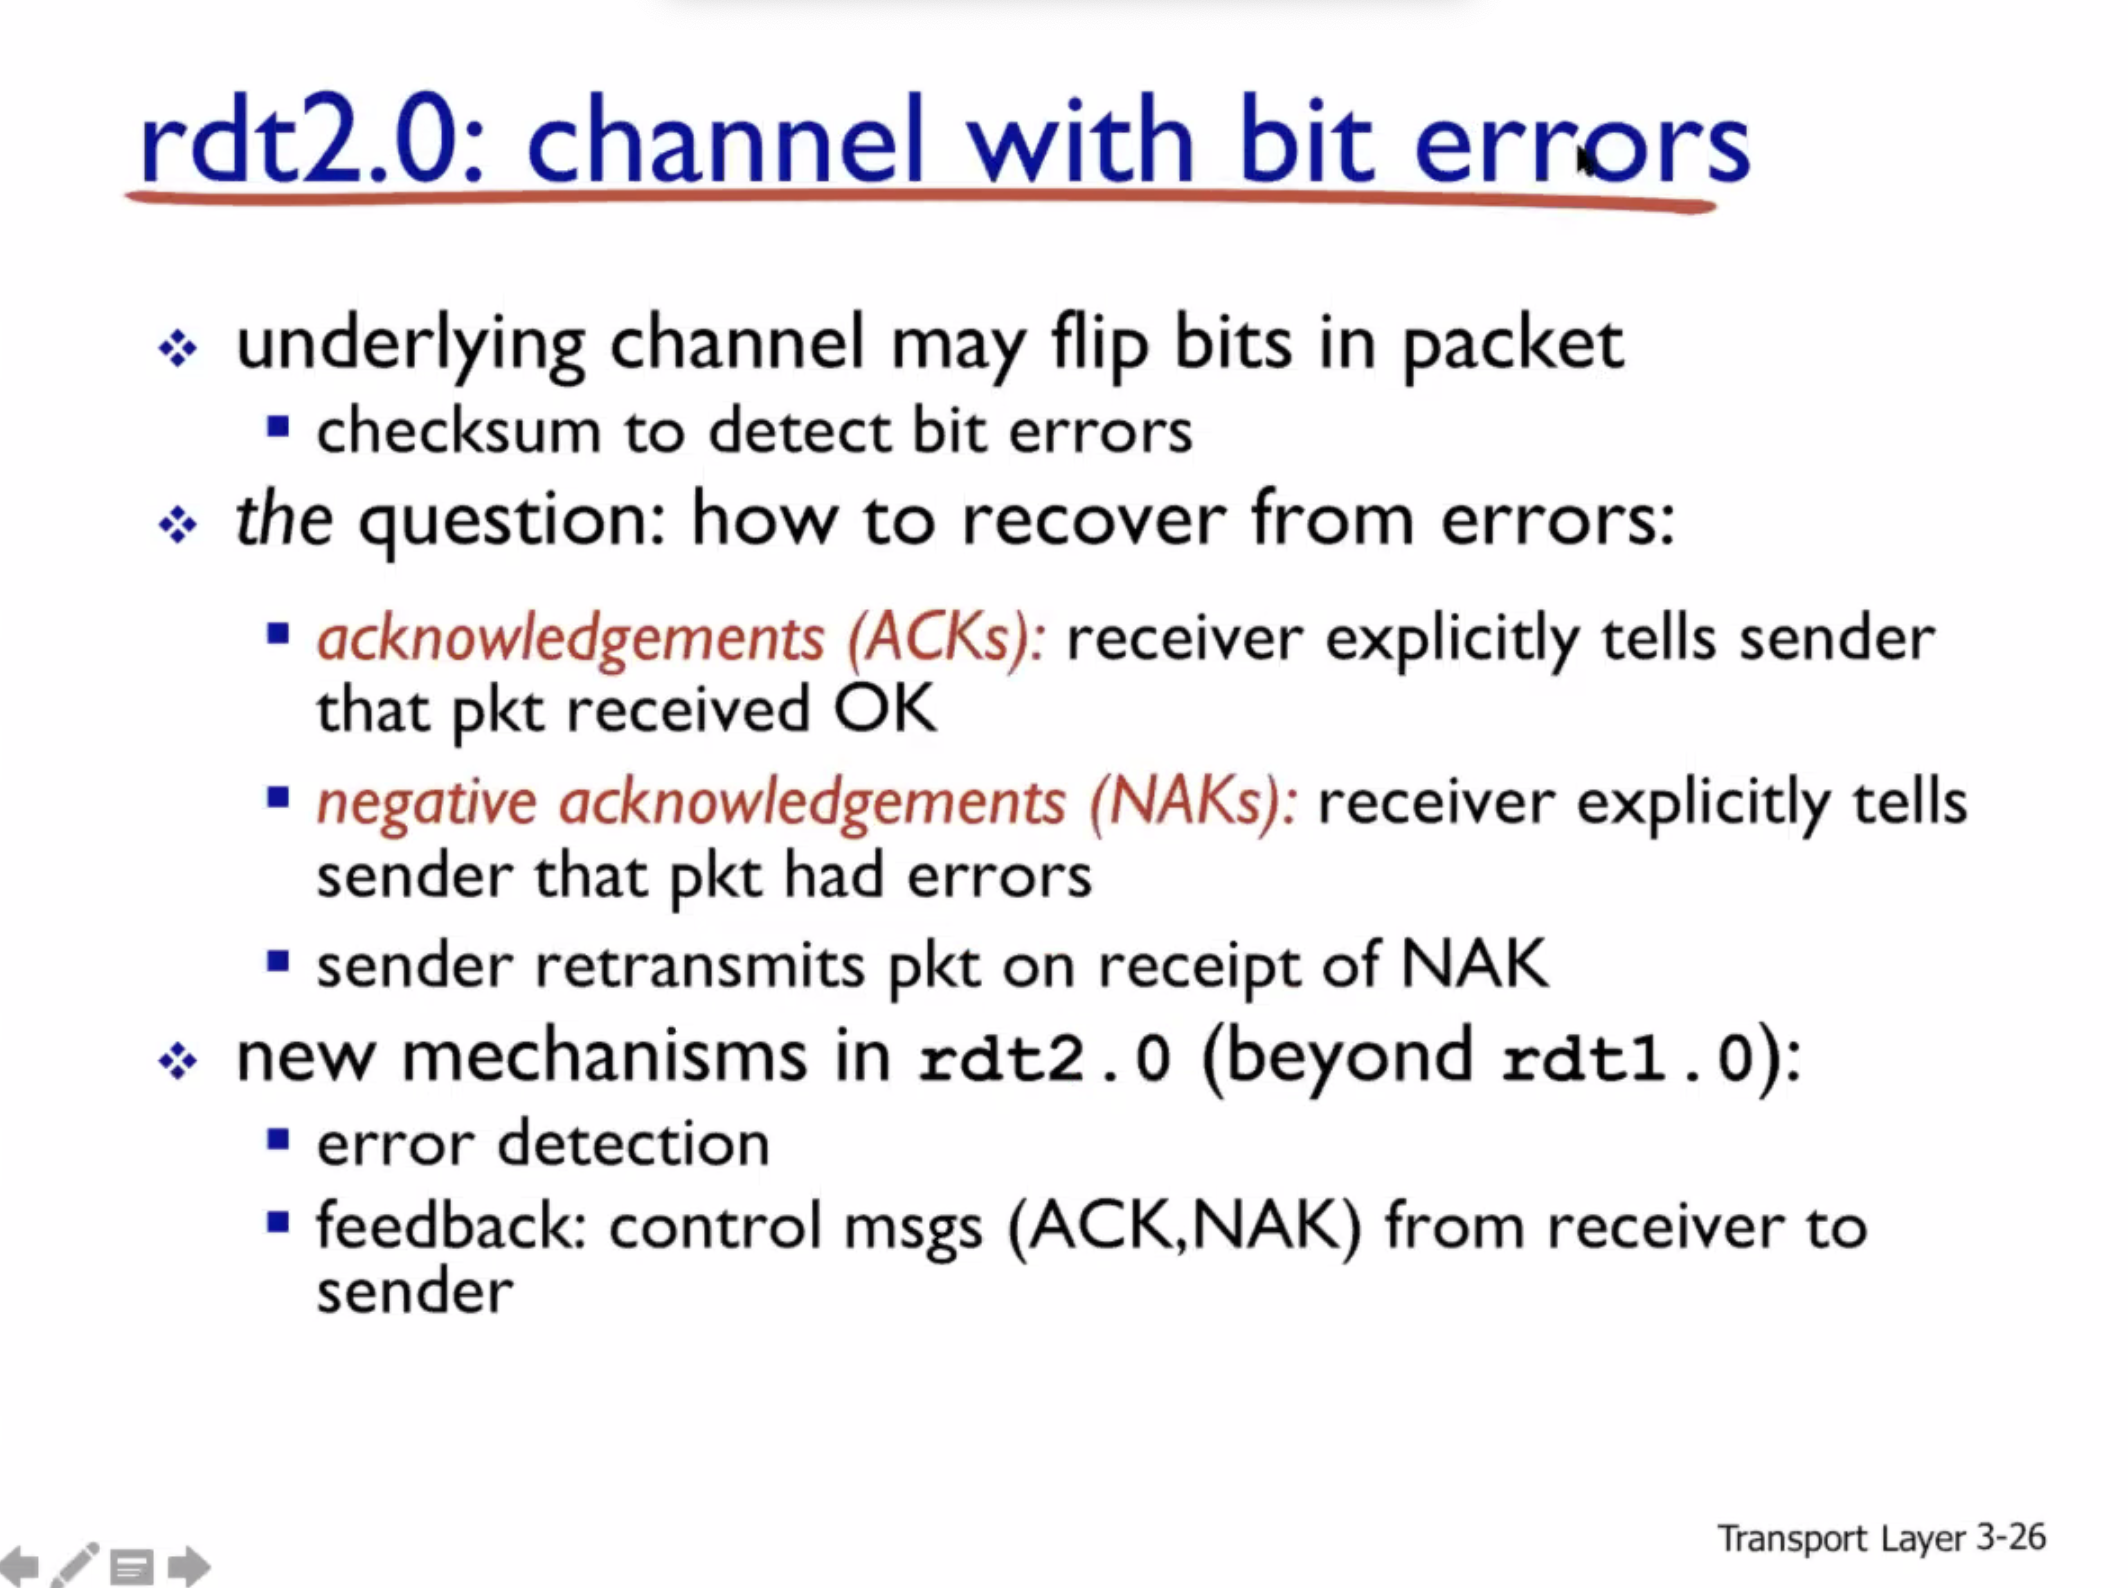 rdt2.0: channel with bit errors
underlying channel may flip bits in packet
checksum to detect bit errors
the question: how to recover from errors:
acknowledgements (ACKs): receiver explicitly tells sender
that pkt received OK
negative acknowledgements (NAKs): receiver explicitly tells
sender that pkt had errors
sender retransmits pkt on receipt of NAK
new mechanisms in rdt2.0 (beyond rdt1.0):
error detection
feedback: control msgs (ACK,NAK) from receiver to
sender
Transport Layer 3-26